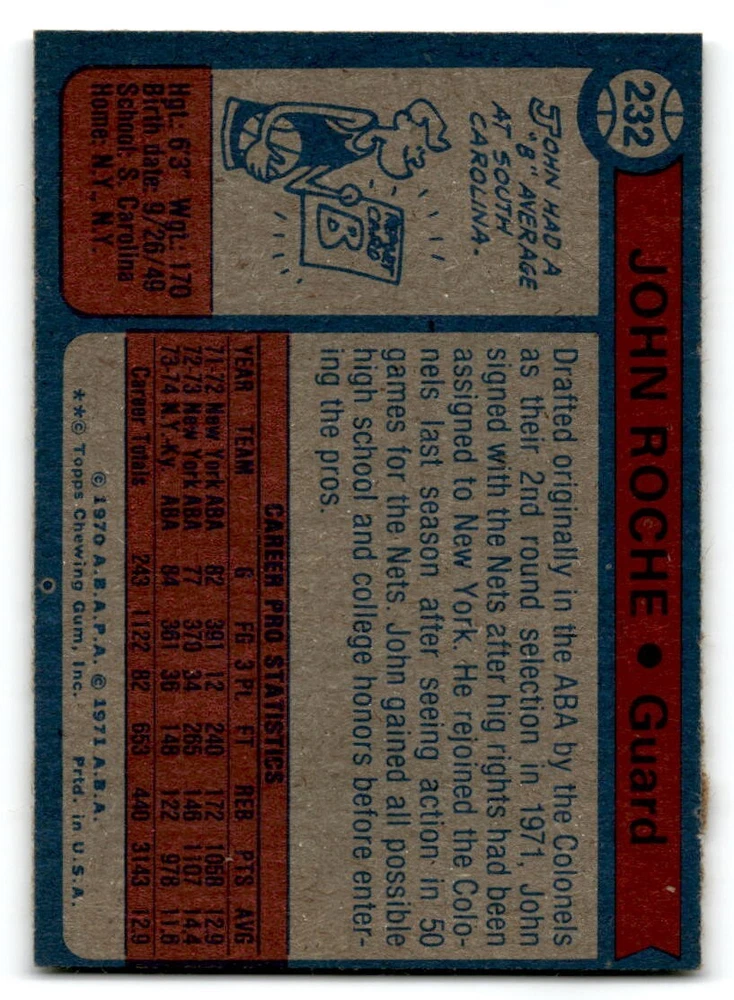 232
JOHN ROCHE • Guard
JOHN HAD A
"B" AVERAGE
AT SOUTH
CAROLINA.
REPORT
CARD
B
Hgt. 6'3" Wgt. 170
Birth date: 9/26/49
School: S. Carolina
Home: N.Y., N.Y.
Drafted originally in the ABA by the Colonels
as their 2nd round selection in 1971, John
signed with the Nets after hig rights had been
assigned to New York. He rejoined the Colo-
nels last season after seeing action in 50
games for the Nets. John gained all possible
high school and college honors before enter-
ing the pros.
CAREER PRO STATISTICS
YEAR TEAM G FG 3 PL FT REB PTS AVG
71-72 New York ABA 82 391 12 240 172 1058 12.9
72-73 New York ABA 77 370 34 266 146 1107 14.4
73-74 N.Y.-Ky. ABA 84 361 36 148 122 978 11.6
Career Totals 243 1122 82 653 440 3143 12.9
© 1970 A.B.A.P.A. © 1971 A.B.A.
**© Topps Chewing Gum, Inc. Prtd. in U.S.A.